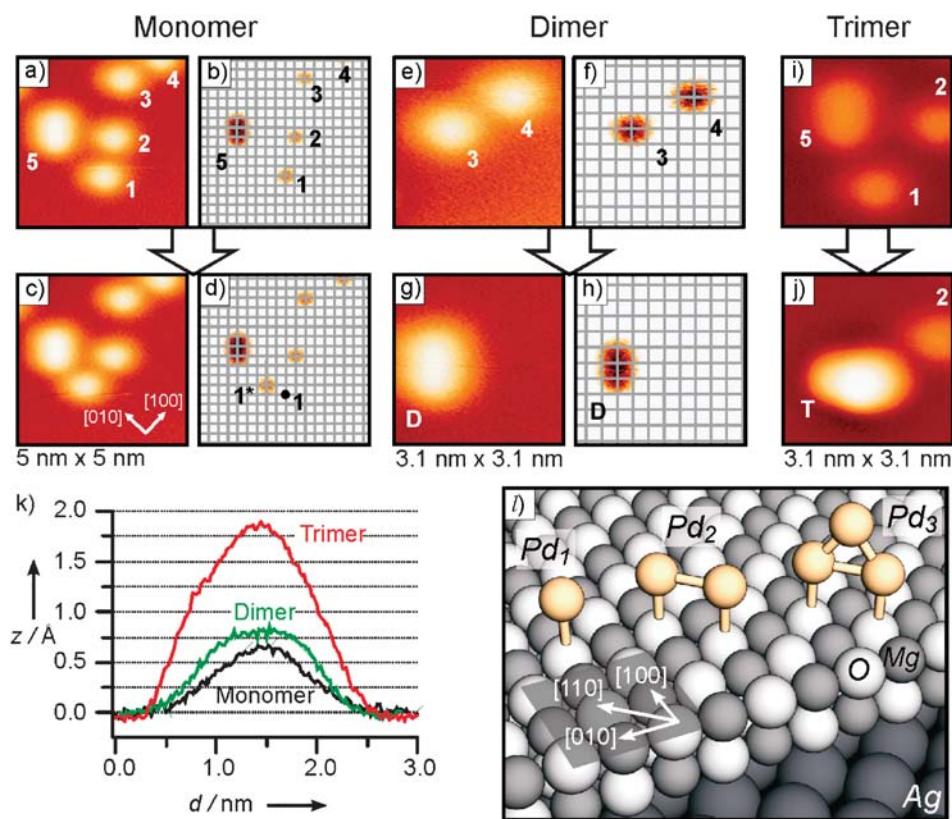 Monomer Dimer Trimer
a) b) e) f) i)
4 4 2
3 3
2 2 4 4 5
5 5 3 3
1 1 1
c) d) g) h) j)
2
1* 1
[010] [100] D D T
5 nm x 5 nm 3.1 nm x 3.1 nm 3.1 nm x 3.1 nm
k)
2.0
Trimer
1.0
Dimer
0.5
Monomer
0.0
z / Å
0.0 1.0 2.0 3.0
d / nm
l)
Pd1 Pd2 Pd3
O Mg
[110] [100]
[010]
Ag